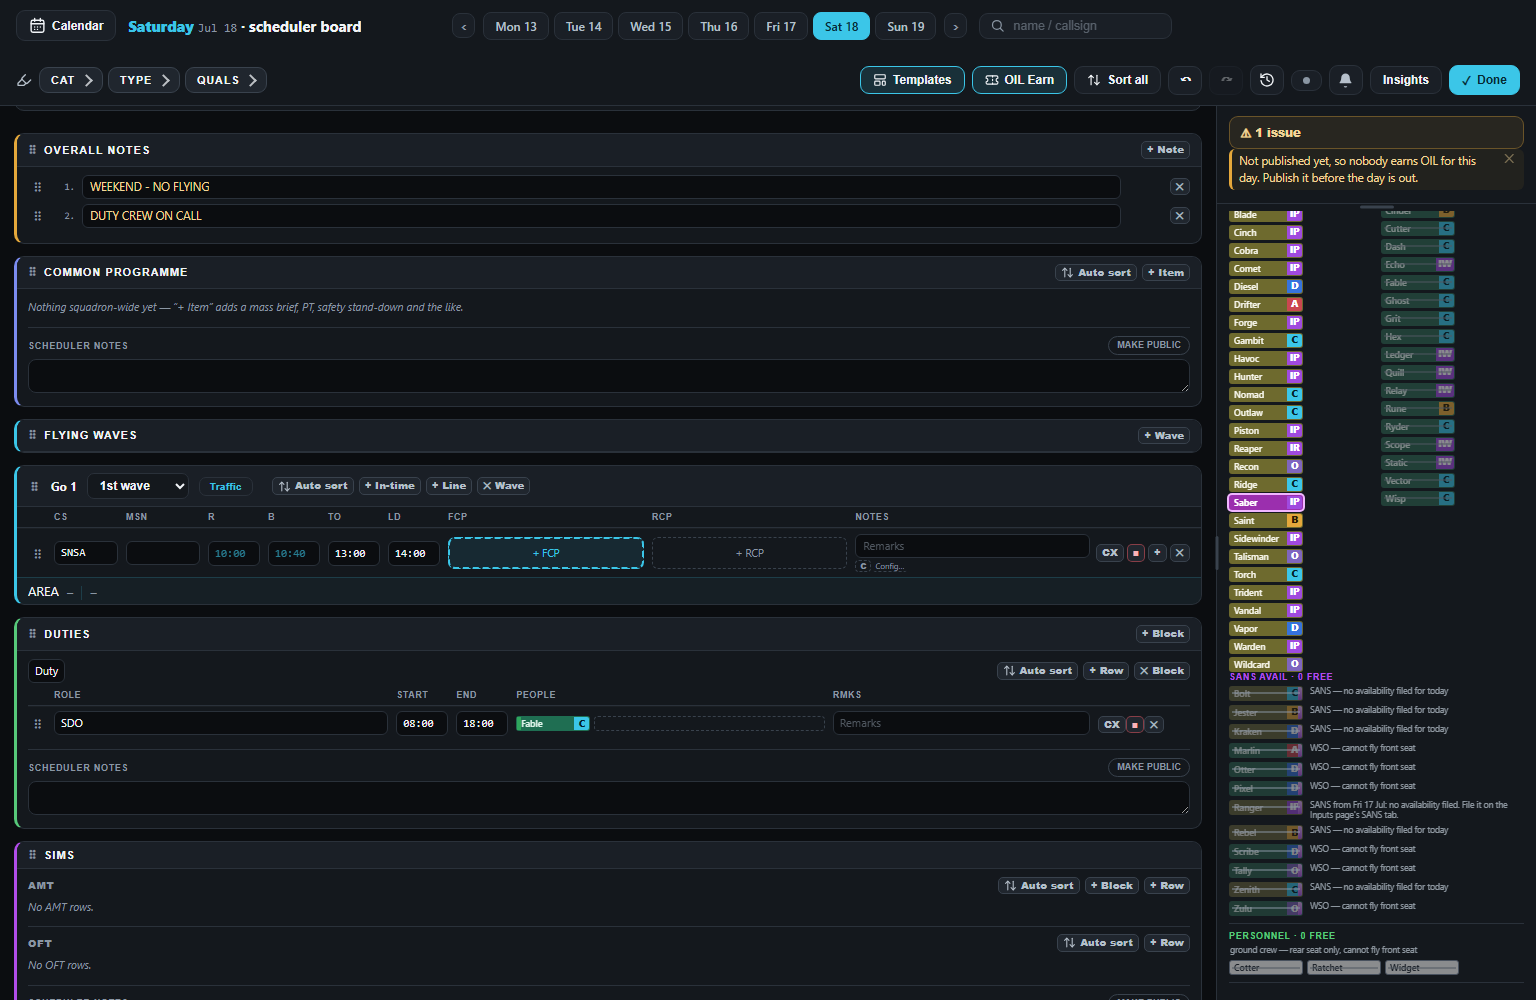 Calendar
Saturday Jul 18 · scheduler board
‹ Mon 13 Tue 14 Wed 15 Thu 16 Fri 17 Sat 18 Sun 19 ›
name / callsign
CAT TYPE QUALS
Templates OIL Earn Sort all Insights ✓ Done
OVERALL NOTES
+ Note
1. WEEKEND - NO FLYING
2. DUTY CREW ON CALL
COMMON PROGRAMME
Auto sort + Item
Nothing squadron-wide yet — "+ Item" adds a mass brief, PT, safety stand-down and the like.
SCHEDULER NOTES
MAKE PUBLIC
FLYING WAVES
+ Wave
Go 1 1st wave Traffic Auto sort + In-time + Line ✕ Wave
CS MSN R B TO LD FCP RCP NOTES
SNSA 10:00 10:40 13:00 14:00 + FCP + RCP Remarks CX + ✕
C Config...
AREA – | –
DUTIES
+ Block
Duty Auto sort + Row ✕ Block
ROLE START END PEOPLE RMKS
SDO 08:00 18:00 Fable C Remarks CX ✕
SCHEDULER NOTES
MAKE PUBLIC
SIMS
AMT
Auto sort + Block + Row
No AMT rows.
OFT
Auto sort + Row
No OFT rows.
SCHEDULER NOTES
MAKE PUBLIC
⚠ 1 issue
Not published yet, so nobody earns OIL for this
day. Publish it before the day is out.
Blade IP
Cinch IP
Cobra IP
Comet IP
Diesel D
Drifter A
Forge IP
Gambit C
Havoc IP
Hunter IP
Nomad C
Outlaw C
Piston IP
Reaper IR
Recon O
Ridge C
Saber IP
Saint B
Sidewinder IP
Talisman O
Torch C
Trident IP
Vandal IP
Vapor D
Warden IP
Wildcard O
Cinder B
Cutter C
Dash C
Echo IW
Fable C
Ghost C
Grit C
Hex C
Ledger IW
Quill IW
Relay IW
Rune B
Ryder C
Scope IW
Static IW
Vector C
Wisp C
SANS AVAIL · 0 FREE
Bolt C SANS — no availability filed for today
Jester B SANS — no availability filed for today
Kraken D SANS — no availability filed for today
Marlin A WSO — cannot fly front seat
Otter D WSO — cannot fly front seat
Pixel D WSO — cannot fly front seat
Ranger IP SANS from Fri 17 Jul: no availability filed. File it on the
Inputs page's SANS tab.
Rebel B SANS — no availability filed for today
Scribe D WSO — cannot fly front seat
Tally O WSO — cannot fly front seat
Zenith C SANS — no availability filed for today
Zulu O WSO — cannot fly front seat
PERSONNEL · 0 FREE
ground crew — rear seat only, cannot fly front seat
Cotter Ratchet Widget